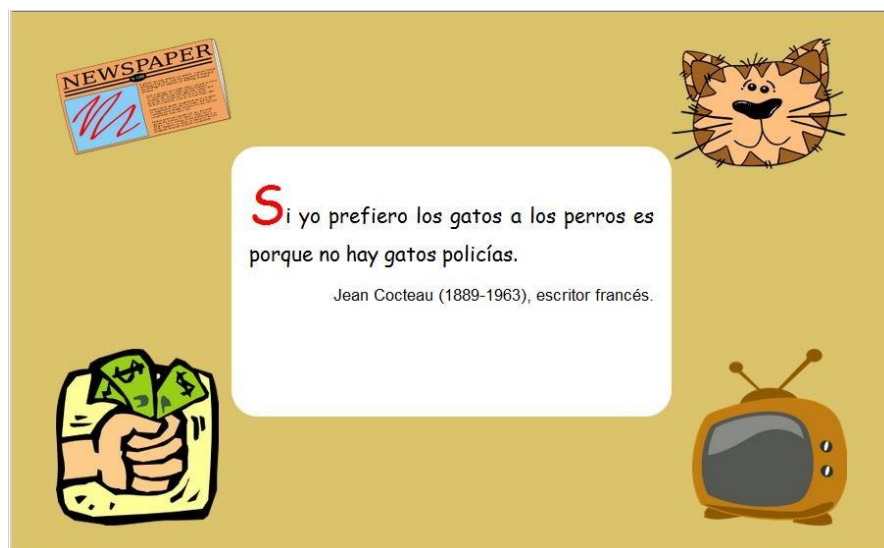 NEWSPAPER
Si yo prefiero los gatos a los perros es
porque no hay gatos policías.
Jean Cocteau (1889-1963), escritor francés.
$
$